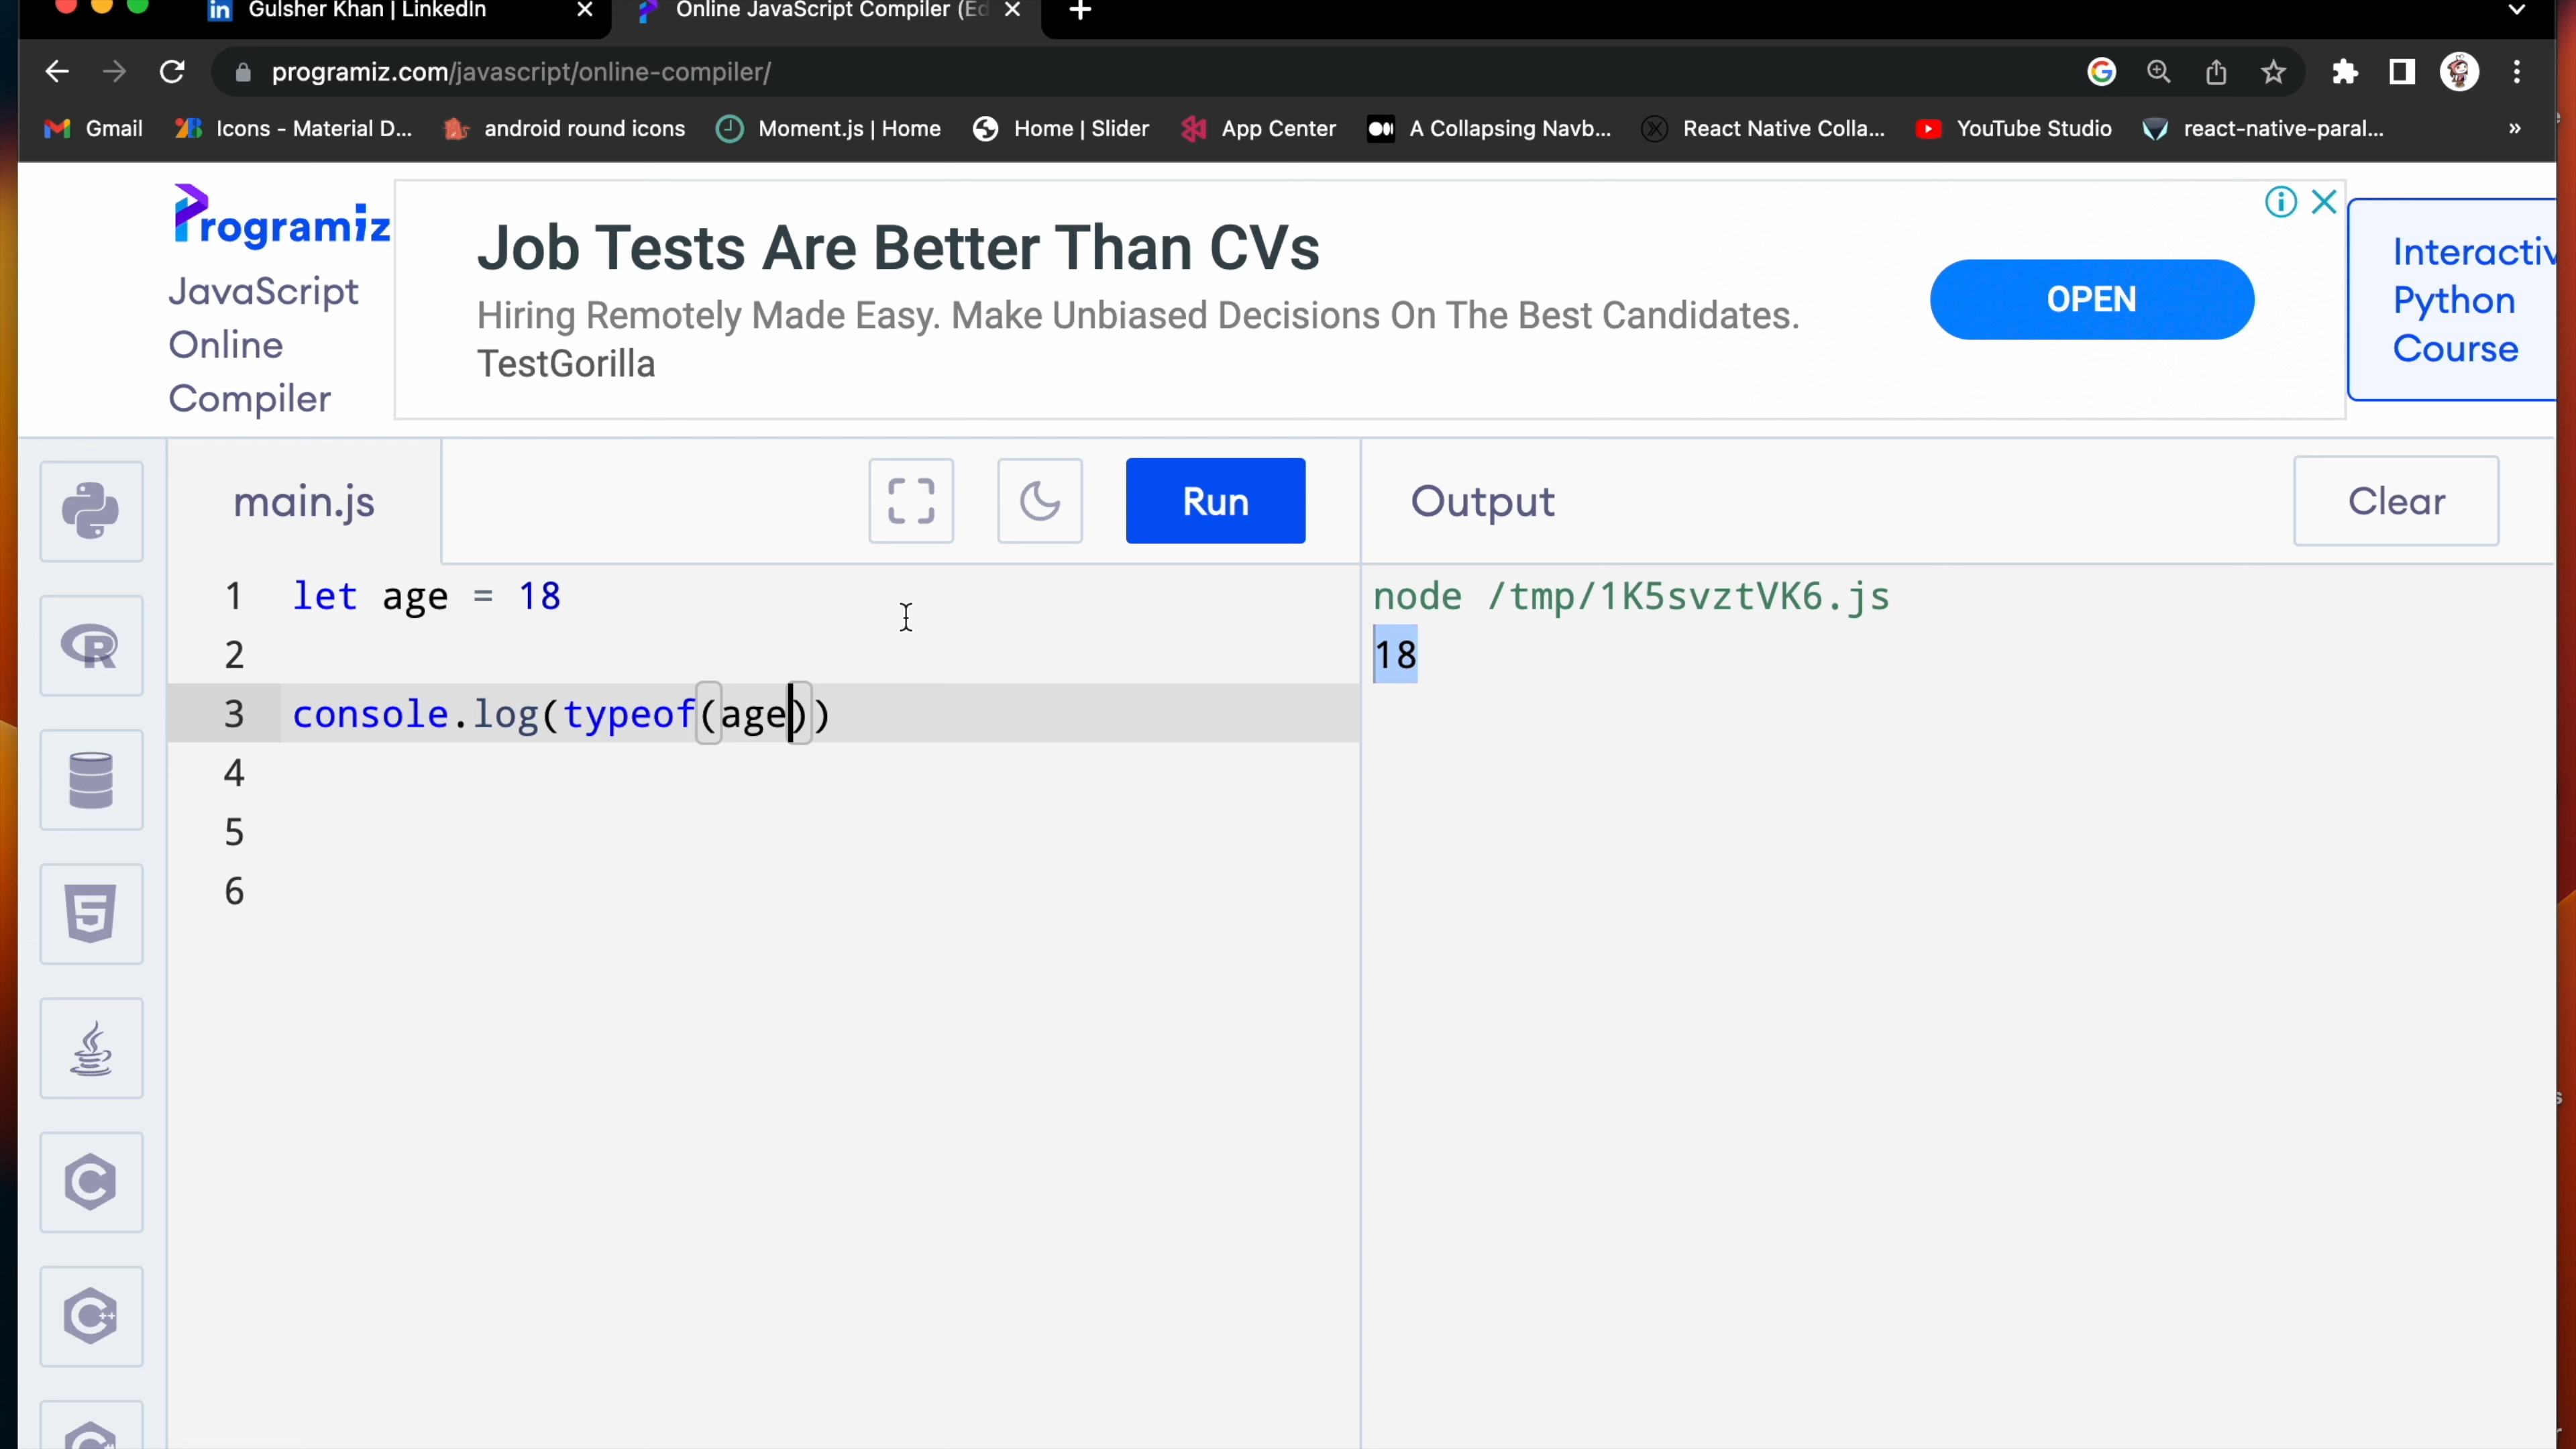 Gulsher Khan | LinkedIn
Online JavaScript Compiler (Ed
programiz.com/javascript/online-compiler/
Gmail
Icons - Material D...
android round icons
Moment.js | Home
Home | Slider
App Center
A Collapsing Navb...
React Native Colla...
YouTube Studio
react-native-paral...
»
Programiz
JavaScript
Online
Compiler
Job Tests Are Better Than CVs
Hiring Remotely Made Easy. Make Unbiased Decisions On The Best Candidates.
TestGorilla
OPEN
Interactiv
Python
Course
main.js
Run
Output
Clear
1 let age = 18
2
3 console.log(typeof(age))
4
5
6
node /tmp/1K5svztVK6.js
18